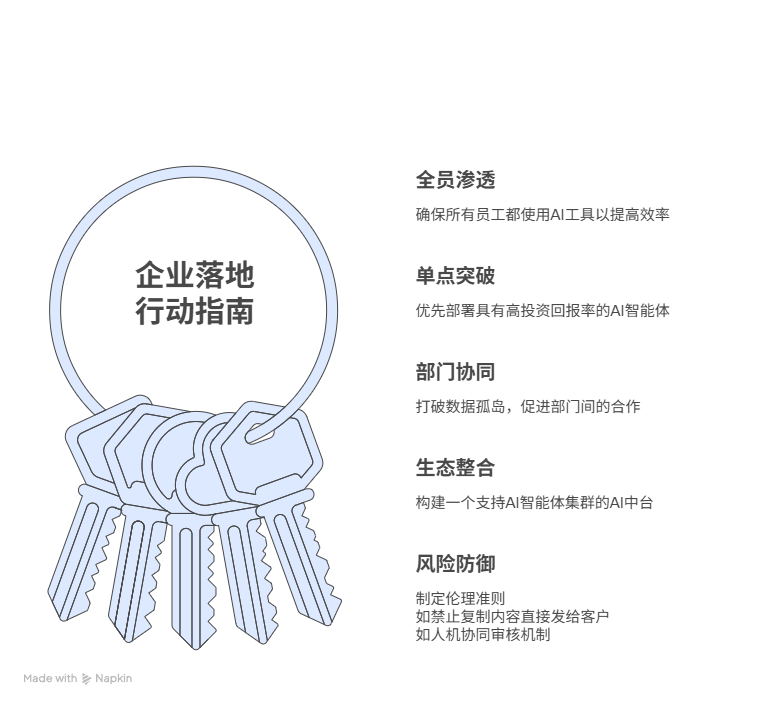 企业落地
行动指南
全员渗透
确保所有员工都使用AI工具以提高效率
单点突破
优先部署具有高投资回报率的AI智能体
部门协同
打破数据孤岛，促进部门间的合作
生态整合
构建一个支持AI智能体集群的AI中台
风险防御
制定伦理准则
如禁止复制内容直接发给客户
如人机协同审核机制
Made with Napkin